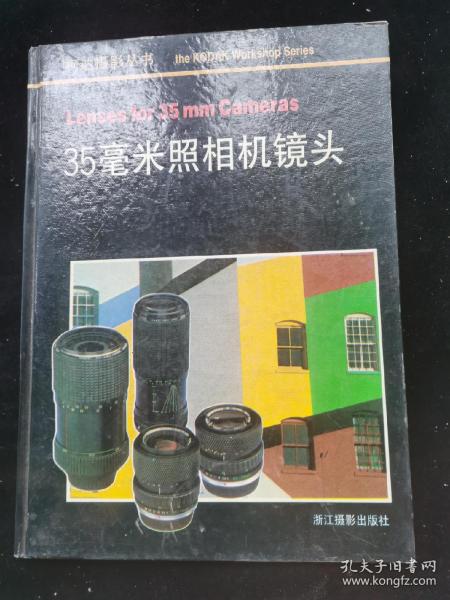 柯达摄影丛书 the KODAK Workshop Series
Lenses for 35 mm Cameras
35毫米照相机镜头
浙江摄影出版社
孔夫子旧书网
www.kongfz.com